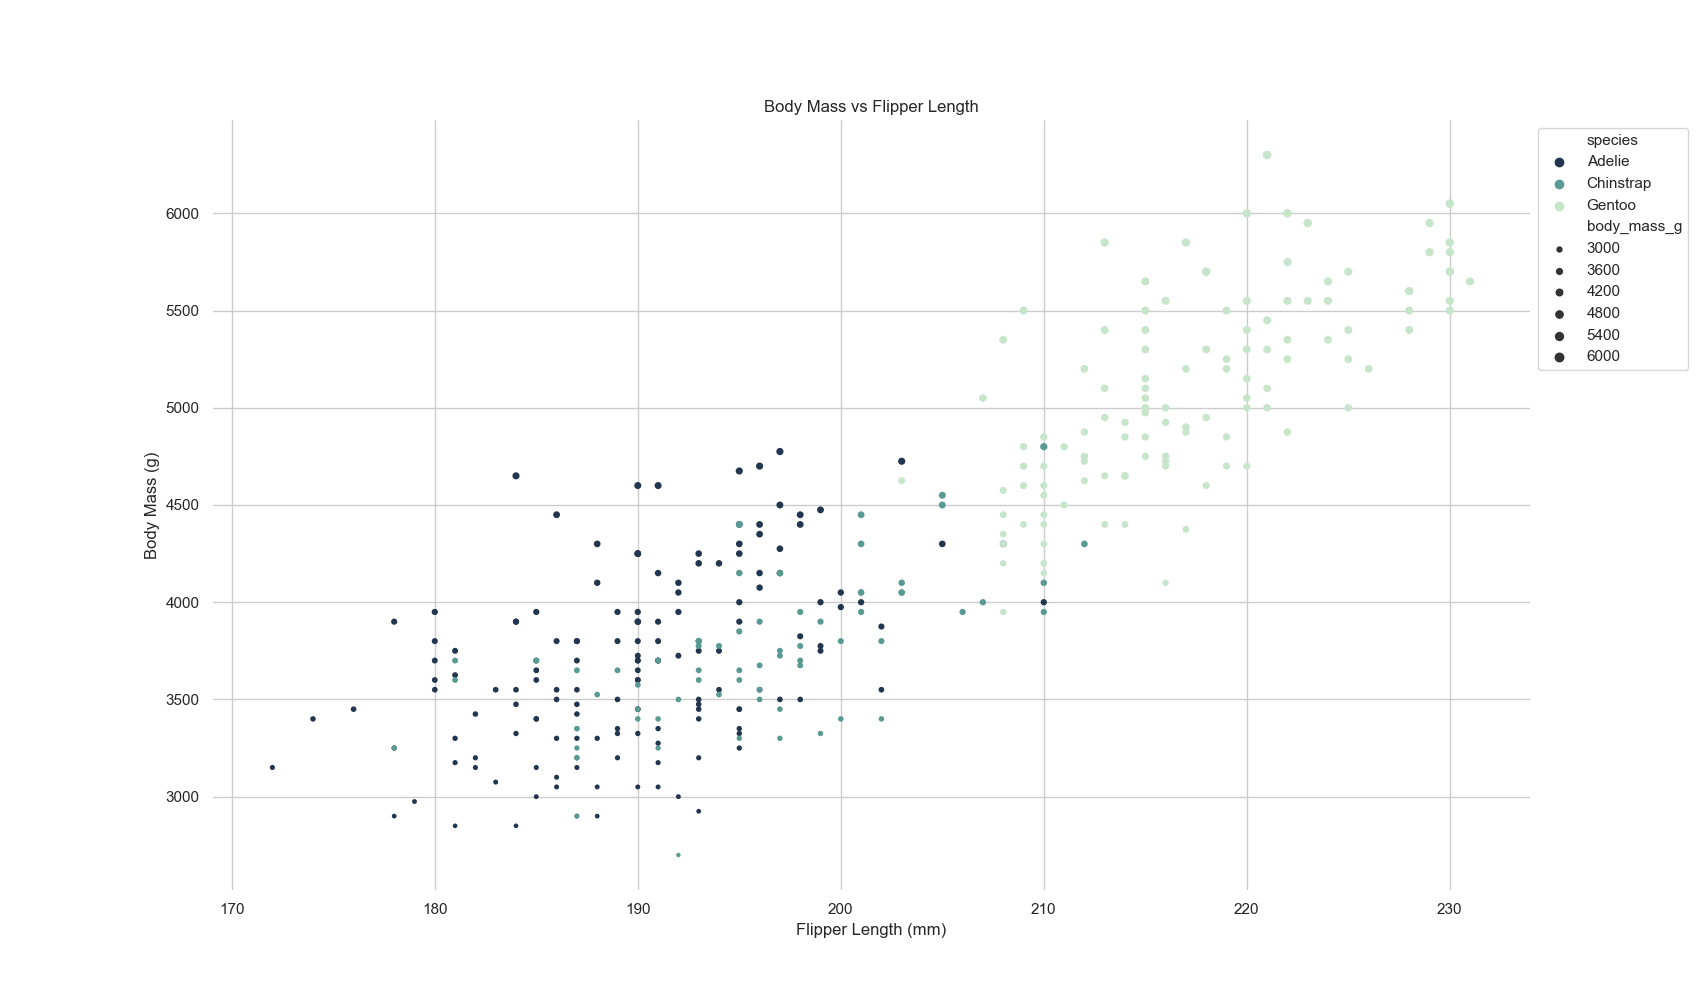 Body Mass vs Flipper Length
species
Adelie
Chinstrap
Gentoo
body_mass_g
3000
3600
4200
4800
5400
6000
Body Mass (g)
6000
5500
5000
4500
4000
3500
3000
170 180 190 200 210 220 230
Flipper Length (mm)